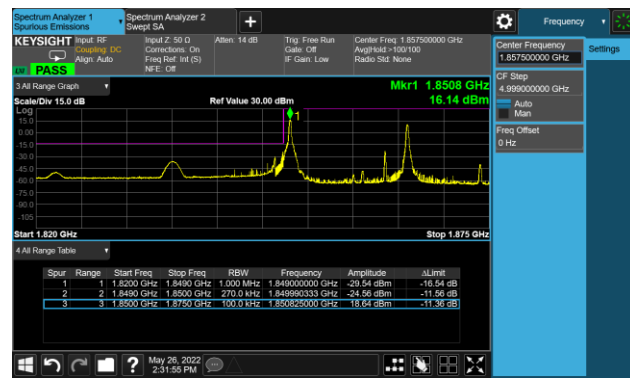 Spectrum Analyzer 1
Spurious Emissions
Spectrum Analyzer 2
Swept SA
+
Frequency
KEYSIGHT
Input: RF
Coupling: DC
Align: Auto
Input Z: 50 Ω
Corrections: On
Freq Ref: Int (S)
NFE: Off
Atten: 14 dB
Trig: Free Run
Gate: Off
IF Gain: Low
Center Freq: 1.857500000 GHz
Avg|Hold:>100/100
Radio Std: None
LW PASS
Center Frequency
1.857500000 GHz
Settings
CF Step
4.999000000 GHz
Auto
Man
Freq Offset
0 Hz
3 All Range Graph
Mkr1 1.8508 GHz
Scale/Div 15.0 dB
Ref Value 30.00 dBm
16.14 dBm
Log
15.0
0.00
-15.0
-30.0
-45.0
-60.0
-75.0
-90.0
-105
1
Start 1.820 GHz
Stop 1.875 GHz
4 All Range Table
Spur Range Start Freq Stop Freq RBW Frequency Amplitude ΔLimit
1 1 1.8200 GHz 1.8490 GHz 1.000 MHz 1.849000000 GHz -29.54 dBm -16.54 dB
2 2 1.8490 GHz 1.8500 GHz 270.0 kHz 1.849990333 GHz -24.56 dBm -11.56 dB
3 3 1.8500 GHz 1.8750 GHz 100.0 kHz 1.850825000 GHz 18.64 dBm -11.36 dB
?
May 26, 2022
2:31:55 PM